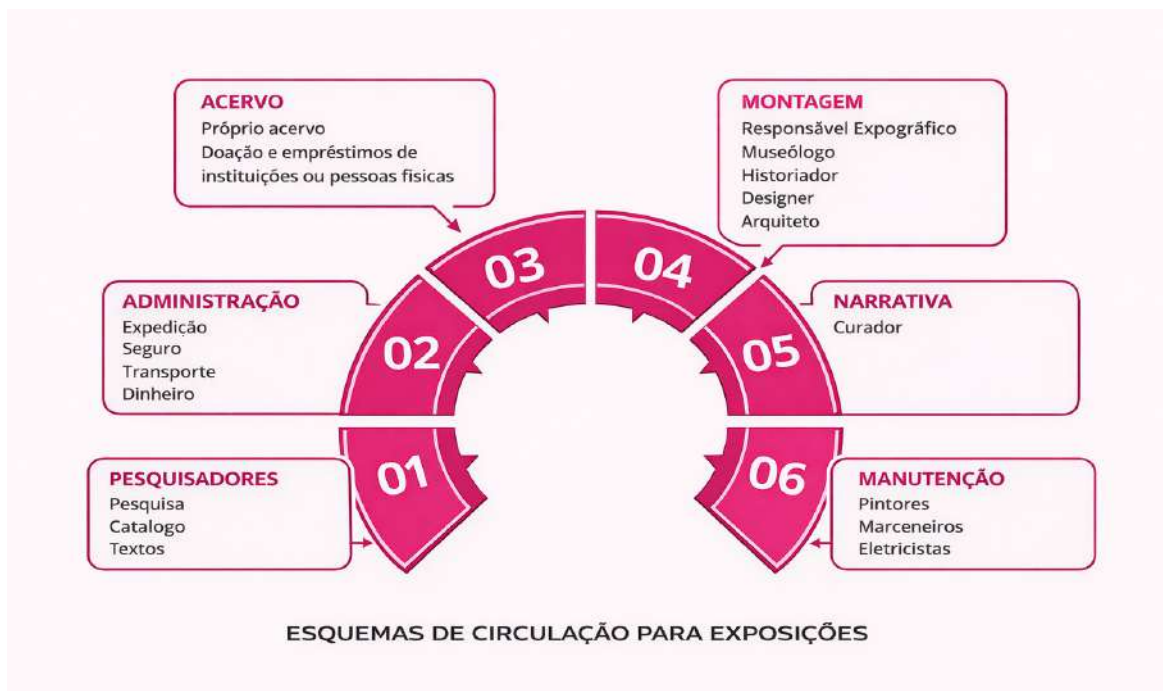 ACERVO
Próprio acervo
Doação e empréstimos de
instituições ou pessoas fisicas
MONTAGEM
Responsãvel Expográfico
Museólogo
Historiador
Designer
Arquiteto
03
04
ADMINISTRAÇÃO
Expedição
Seguro
Transporte
Dinheiro
02
05
NARRATIVA
Curador
PESQUISADORES
Pesquisa
Catalogo
Textos
01
06
MANUTENÇÃO
Pintores
Marceneiros
Eletricistas
ESQUEMAS DE CIRCULAÇÃO PARA EXPOSIÇÕES